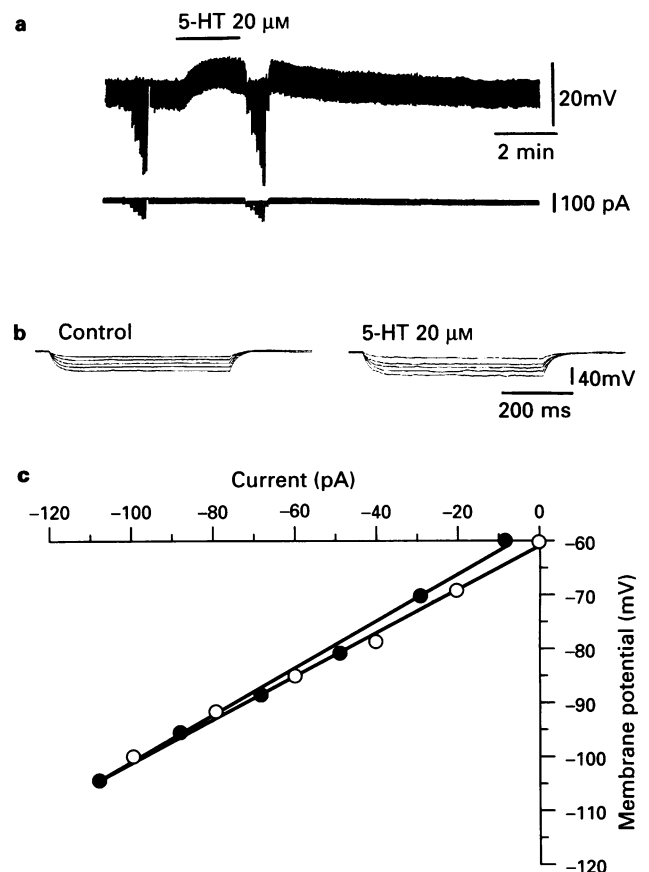 a
5-HT 20 μM
20mV
2 min
100 pA
b Control 5-HT 20 μM
40mV
200 ms
c
Current (pA)
−120 −100 −80 −60 −40 −20 0
−60
−70
−80
−90
−100
−110
−120
Membrane potential (mV)